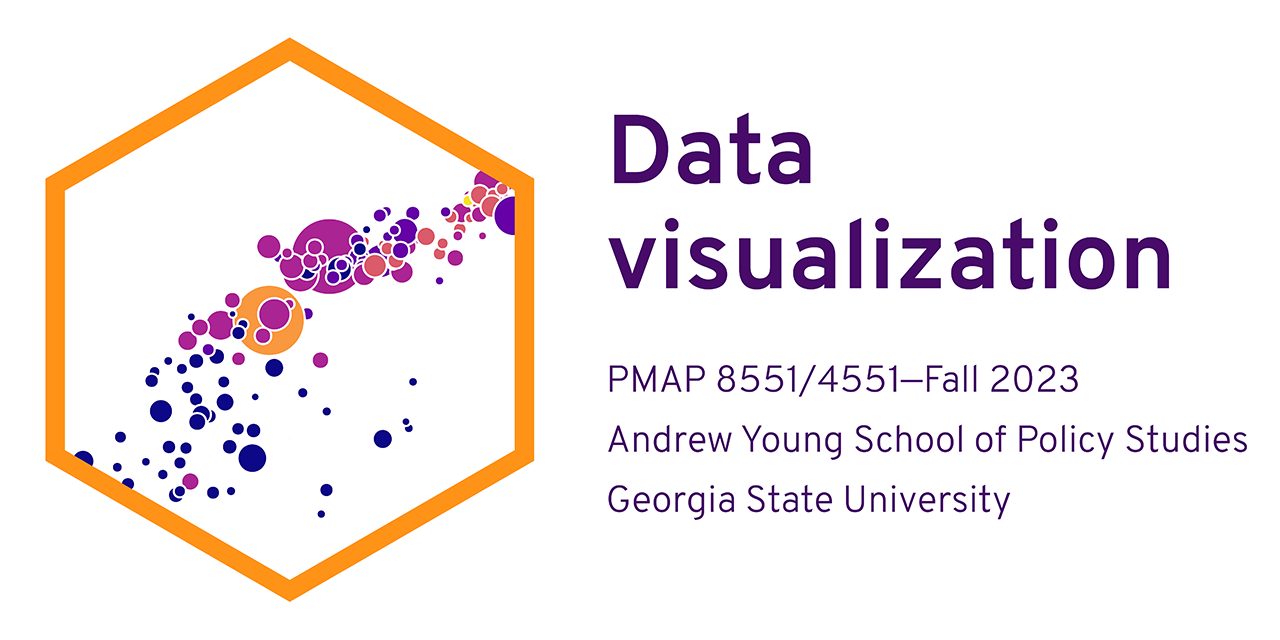 Data
visualization
PMAP 8551/4551—Fall 2023
Andrew Young School of Policy Studies
Georgia State University